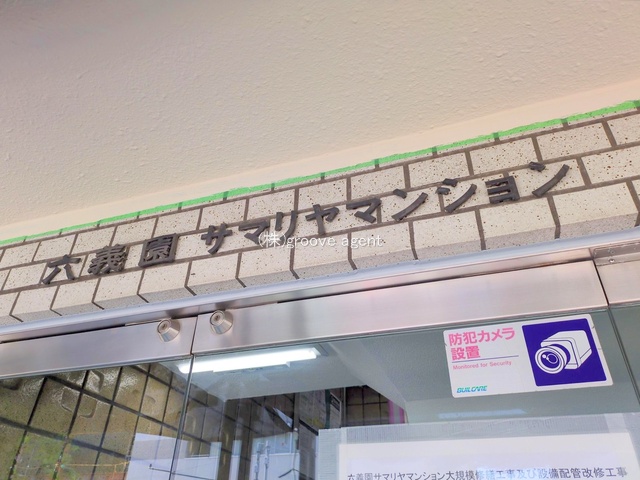 六義園 サマリヤマンション
(株)groove agent
防犯カメラ
設置
Monitored for Security
BUILCARE
六義園サマリヤマンション大規模修繕工事及び設備配管改修工事